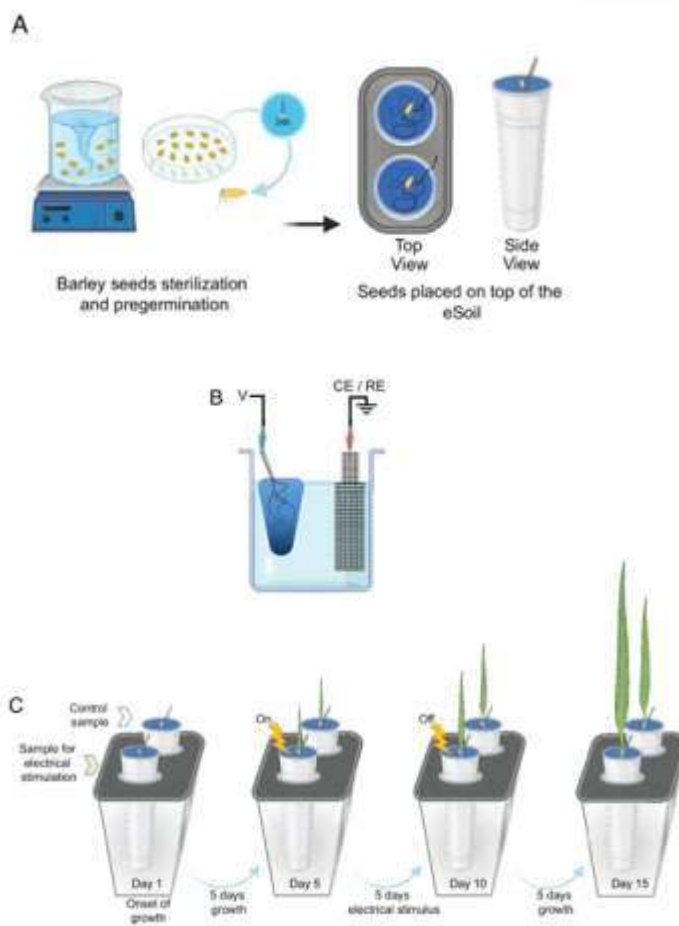 A
Top
View
Side
View
Barley seeds sterilization
and pregermination
Seeds placed on top of the
eSoil
B
V
CE / RE
C
Control
sample
Sample for
electrical
stimulation
On
Off
Day 1
Day 5
Day 10
Day 15
Onset of
growth
5 days
growth
5 days
electrical stimulus
5 days
growth